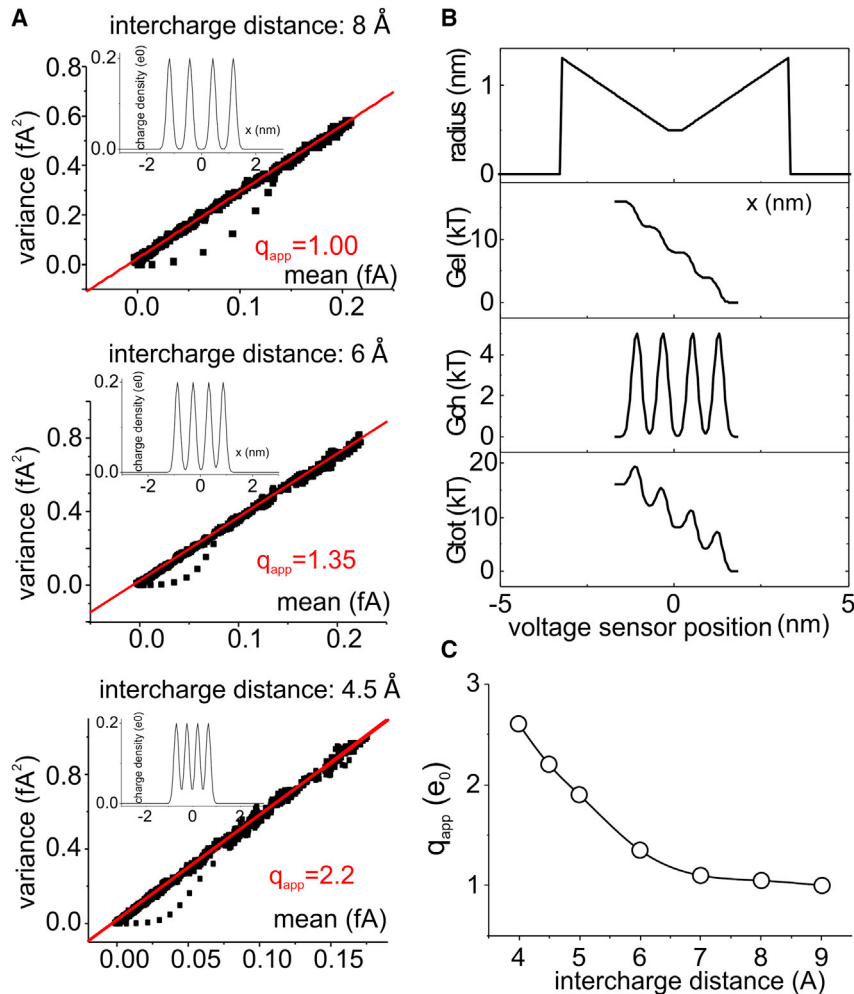 A
intercharge distance: 8 Å
variance (fA²)
0.8
0.6
0.4
0.2
0.0
charge density (e0)
0.2
0.0
x (nm)
-2 0 2
q_app=1.00
mean (fA)
0.0 0.1 0.2
intercharge distance: 6 Å
variance (fA²)
0.8
0.4
0.0
charge density (e0)
0.2
0.0
x (nm)
-2 0 2
q_app=1.35
mean (fA)
0.0 0.1 0.2
intercharge distance: 4.5 Å
variance (fA²)
0.8
0.4
0.0
charge density (e0)
0.2
0.0
-2 0 2
q_app=2.2
mean (fA)
0.00 0.05 0.10 0.15
B
radius (nm)
1
0
x (nm)
Gel (kT)
10
0
Gch (kT)
4
2
0
Gtot (kT)
20
10
0
-5 0 5
voltage sensor position (nm)
C
q_app (e₀)
3
2
1
4 5 6 7 8 9
intercharge distance (A)